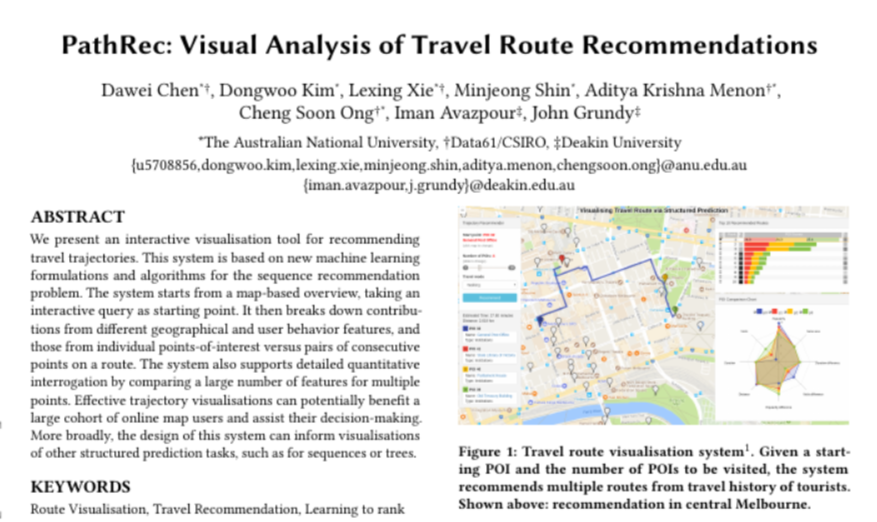 PathRec: Visual Analysis of Travel Route Recommendations
Dawei Chen*†, Dongwoo Kim*, Lexing Xie*†, Minjeong Shin*, Aditya Krishna Menon†*,
Cheng Soon Ong†*, Iman Avazpour‡, John Grundy‡
*The Australian National University, †Data61/CSIRO, ‡Deakin University
{u5708856,dongwoo.kim,lexing.xie,minjeong.shin,aditya.menon,chengsoon.ong}@anu.edu.au
{iman.avazpour,j.grundy}@deakin.edu.au
ABSTRACT
We present an interactive visualisation tool for recommending
travel trajectories. This system is based on new machine learning
formulations and algorithms for the sequence recommendation
problem. The system starts from a map-based overview, taking an
interactive query as starting point. It then breaks down contribu-
tions from different geographical and user behavior features, and
those from individual points-of-interest versus pairs of consecutive
points on a route. The system also supports detailed quantitative
interrogation by comparing a large number of features for multiple
points. Effective trajectory visualisations can potentially benefit a
large cohort of online map users and assist their decision-making.
More broadly, the design of this system can inform visualisations
of other structured prediction tasks, such as for sequences or trees.
KEYWORDS
Route Visualisation, Travel Recommendation, Learning to rank
Visualising Travel Route via Structured Prediction
Figure 1: Travel route visualisation system1. Given a start-
ing POI and the number of POIs to be visited, the system
recommends multiple routes from travel history of tourists.
Shown above: recommendation in central Melbourne.